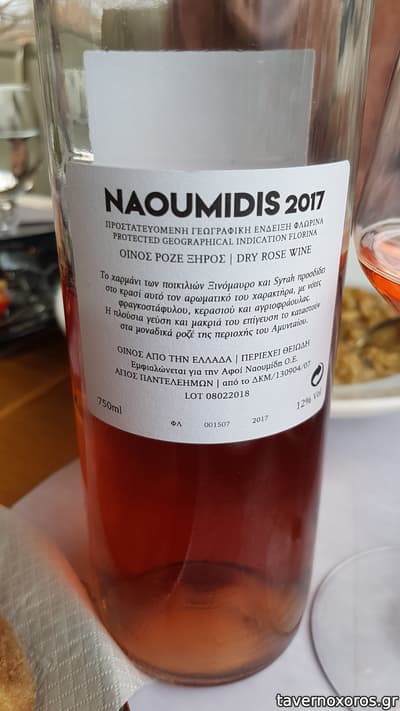 NAOUMIDIS 2017
ΠΡΟΣΤΑΤΕΥΟΜΕΝΗ ΓΕΩΓΡΑΦΙΚΗ ΕΝΔΕΙΞΗ ΦΛΩΡΙΝΑ
PROTECTED GEOGRAPHICAL INDICATION FLORINA
ΟΙΝΟΣ ΡΟΖΕ ΞΗΡΟΣ | DRY ROSE WINE
Το χαρμάνι των ποικιλιών Ξινόμαυρο και Syrah προσδίδει
στο κρασί αυτό τον αρωματικό του χαρακτήρα, με νότες
φραγκοστάφυλου, κερασιού και αγριοφράουλας.
Η πλούσια γεύση και μακριά του επίγευση το καταστούν
στα μοναδικά ροζέ της περιοχής του Αμυνταίου.
ΟΙΝΟΣ ΑΠΟ ΤΗΝ ΕΛΛΑΔΑ | ΠΕΡΙΕΧΕΙ ΘΕΙΩΔΗ
Εμφιαλώνεται για την Αφοί Ναουμίδη Ο.Ε.
ΑΓΙΟΣ ΠΑΝΤΕΛΕΗΜΩΝ | από το ΔΚΜ/130904/07
LOT 08022018
750ml
12% Vol
ΦΛ 001507 2017
tavernoxoros.gr